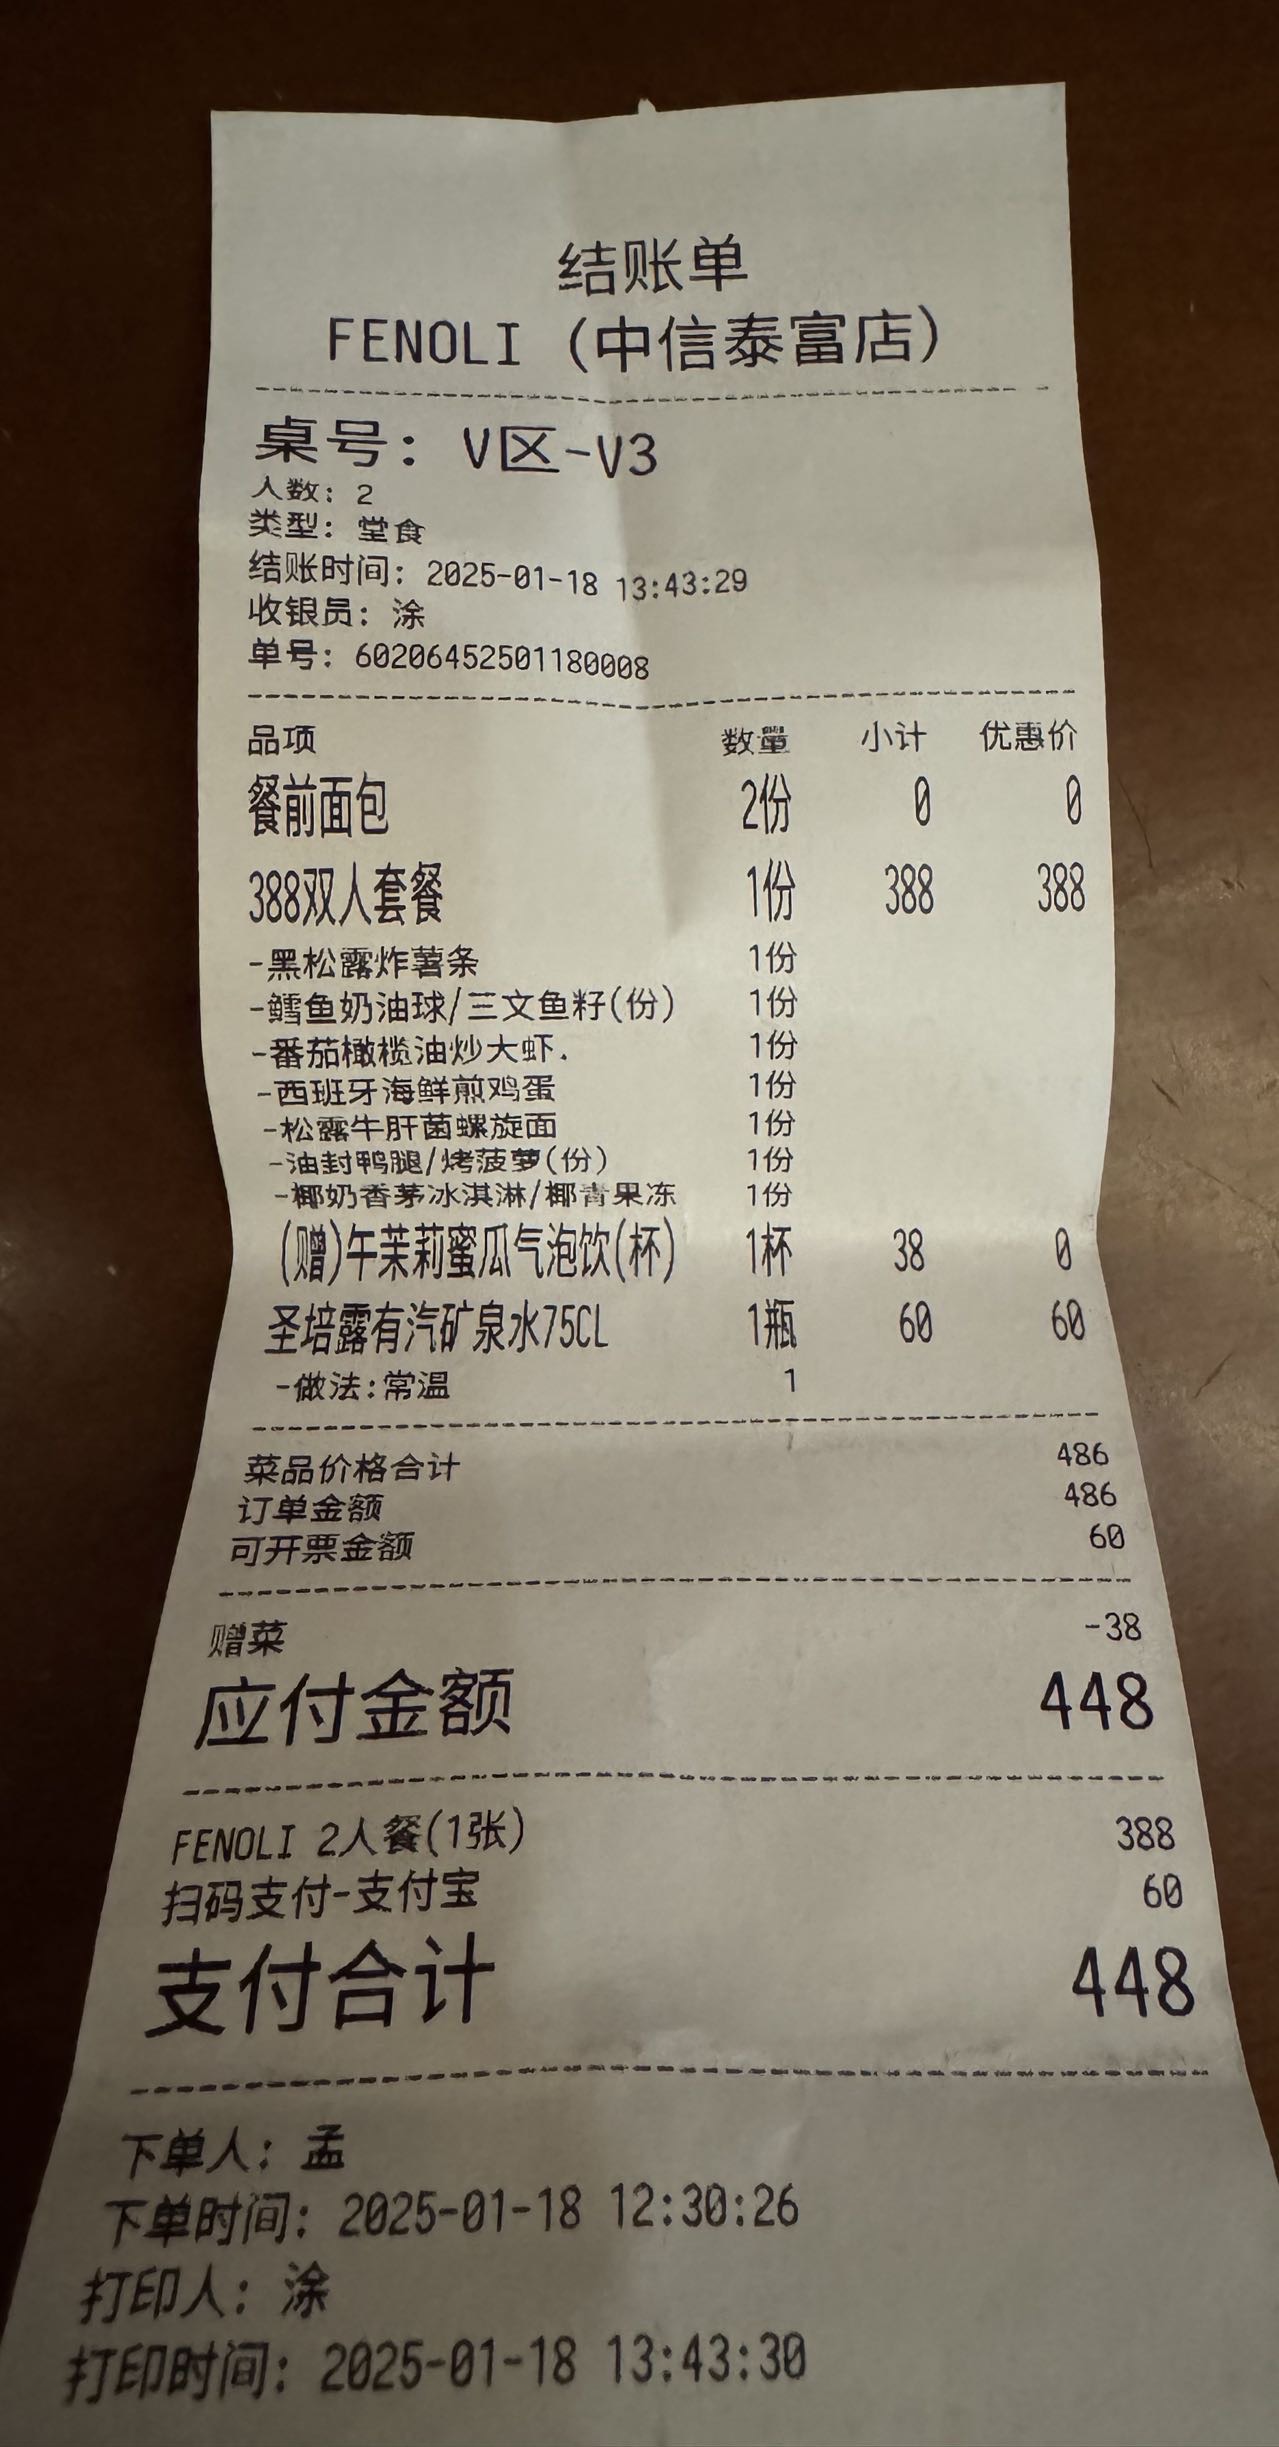 结账单
FENOLI (中信泰富店)
桌号: V区-V3
人数: 2
类型: 堂食
结账时间: 2025-01-18 13:43:29
收银员: 涂
单号: 60206452501180008
品项 数量 小计 优惠价
餐前面包 2份 0 0
388双人套餐 1份 388 388
-黑松露炸薯条 1份
-鳕鱼奶油球/三文鱼籽(份) 1份
-番茄橄榄油炒大虾. 1份
-西班牙海鲜煎鸡蛋 1份
-松露牛肝菌螺旋面 1份
-油封鸭腿/烤菠萝(份) 1份
-椰奶香茅冰淇淋/椰青果冻 1份
(赠)午茉莉蜜瓜气泡饮(杯) 1杯 38 0
圣培露有汽矿泉水75CL 1瓶 60 60
-做法:常温 1
菜品价格合计 486
订单金额 486
可开票金额 60
赠菜 -38
应付金额 448
FENOLI 2人餐(1张) 388
扫码支付-支付宝 60
支付合计 448
下单人: 孟
下单时间: 2025-01-18 12:30:26
打印人: 涂
打印时间: 2025-01-18 13:43:30